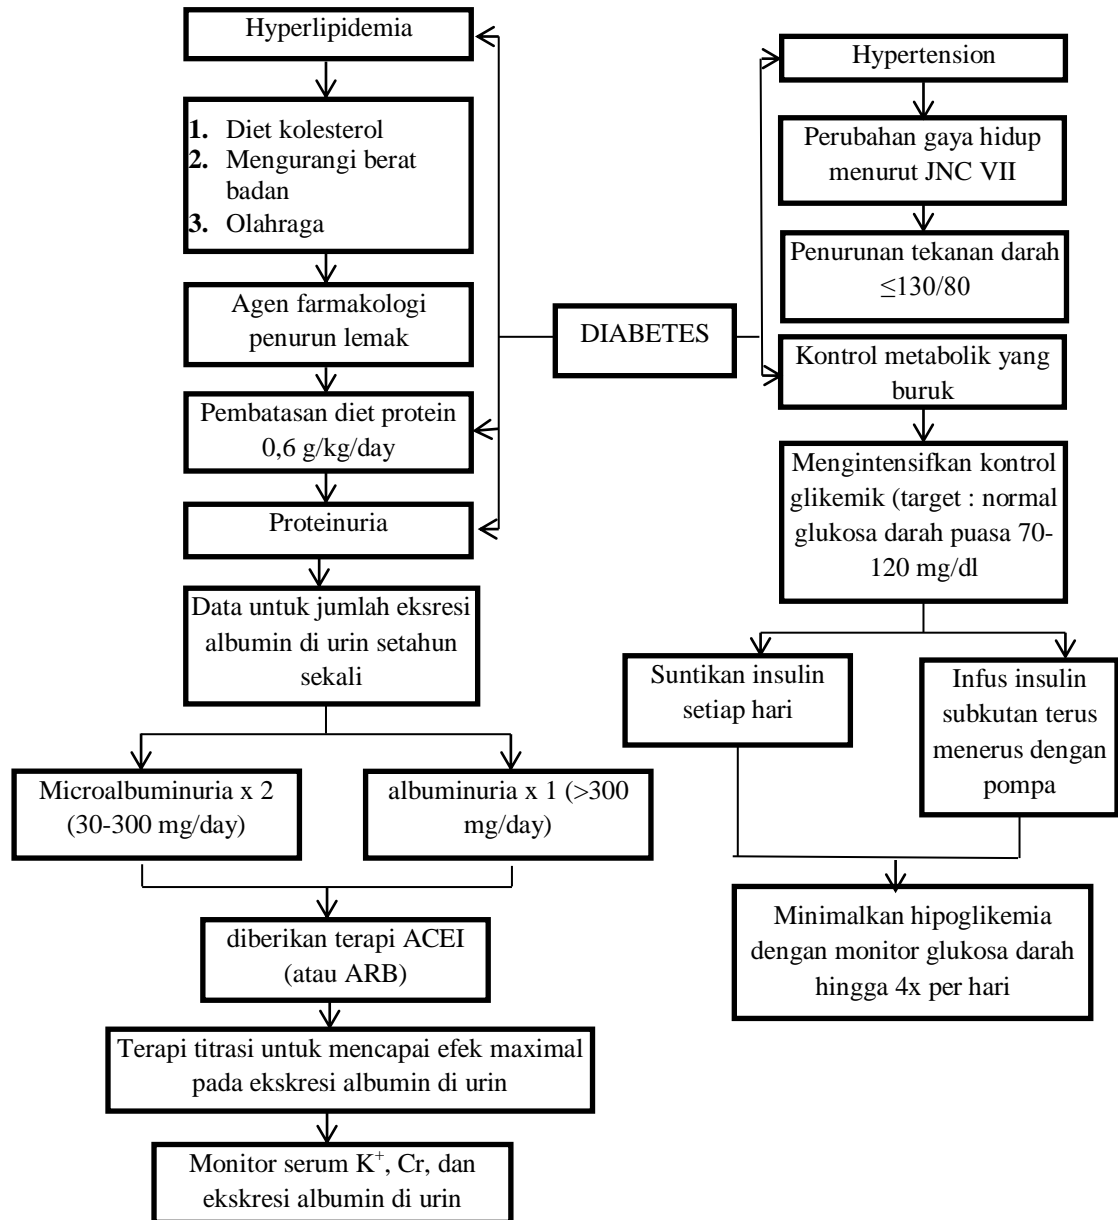 Hyperlipidemia
1. Diet kolesterol
2. Mengurangi berat
badan
3. Olahraga
Agen farmakologi
penurun lemak
Pembatasan diet protein
0,6 g/kg/day
Proteinuria
Data untuk jumlah eksresi
albumin di urin setahun
sekali
Microalbuminuria x 2
(30-300 mg/day)
albuminuria x 1 (>300
mg/day)
diberikan terapi ACEI
(atau ARB)
Terapi titrasi untuk mencapai efek maximal
pada ekskresi albumin di urin
Monitor serum K⁺, Cr, dan
ekskresi albumin di urin
DIABETES
Hypertension
Perubahan gaya hidup
menurut JNC VII
Penurunan tekanan darah
≤130/80
Kontrol metabolik yang
buruk
Mengintensifkan kontrol
glikemik (target : normal
glukosa darah puasa 70-
120 mg/dl
Suntikan insulin
setiap hari
Infus insulin
subkutan terus
menerus dengan
pompa
Minimalkan hipoglikemia
dengan monitor glukosa darah
hingga 4x per hari